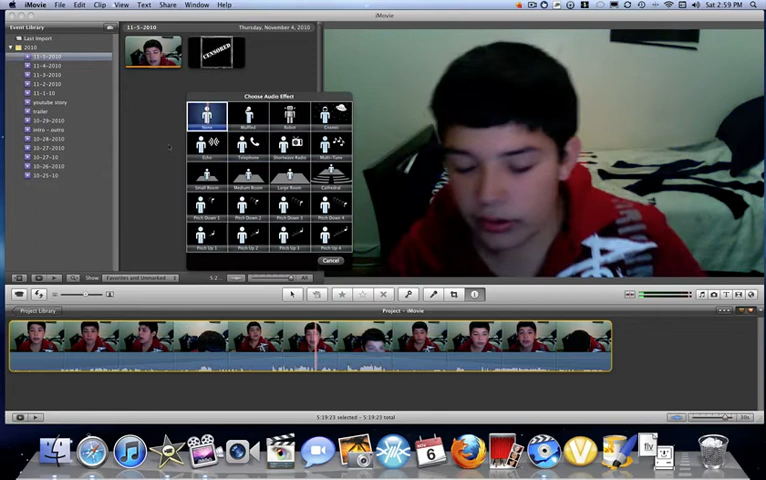 iMovie File Edit Clip View Text Share Window Help
Sat 2:59 PM
iMovie
Event Library
11-5-2010
Thursday, November 4, 2010
Last Import
2010
11-5-2010
11-4-2010
11-3-2010
11-2-2010
11-1-10
youtube story
trailer
10-29-2010
intro - outro
10-28-2010
10-27-2010
10-27-10
10-26-2010
10-25-10
CENSORED
Choose Audio Effect
None Muffled Robot Cosmic
Echo Telephone Shortwave Radio Multi-Tune
Small Room Medium Room Large Room Cathedral
Pitch Down 1 Pitch Down 2 Pitch Down 3 Pitch Down 4
Pitch Up 1 Pitch Up 2 Pitch Up 3 Pitch Up 4
Cancel
Show: Favorites and Unmarked
All
Project Library
Project - iMovie
5:19:23 selected - 5:19:23 total
30s
NOV
6
flv